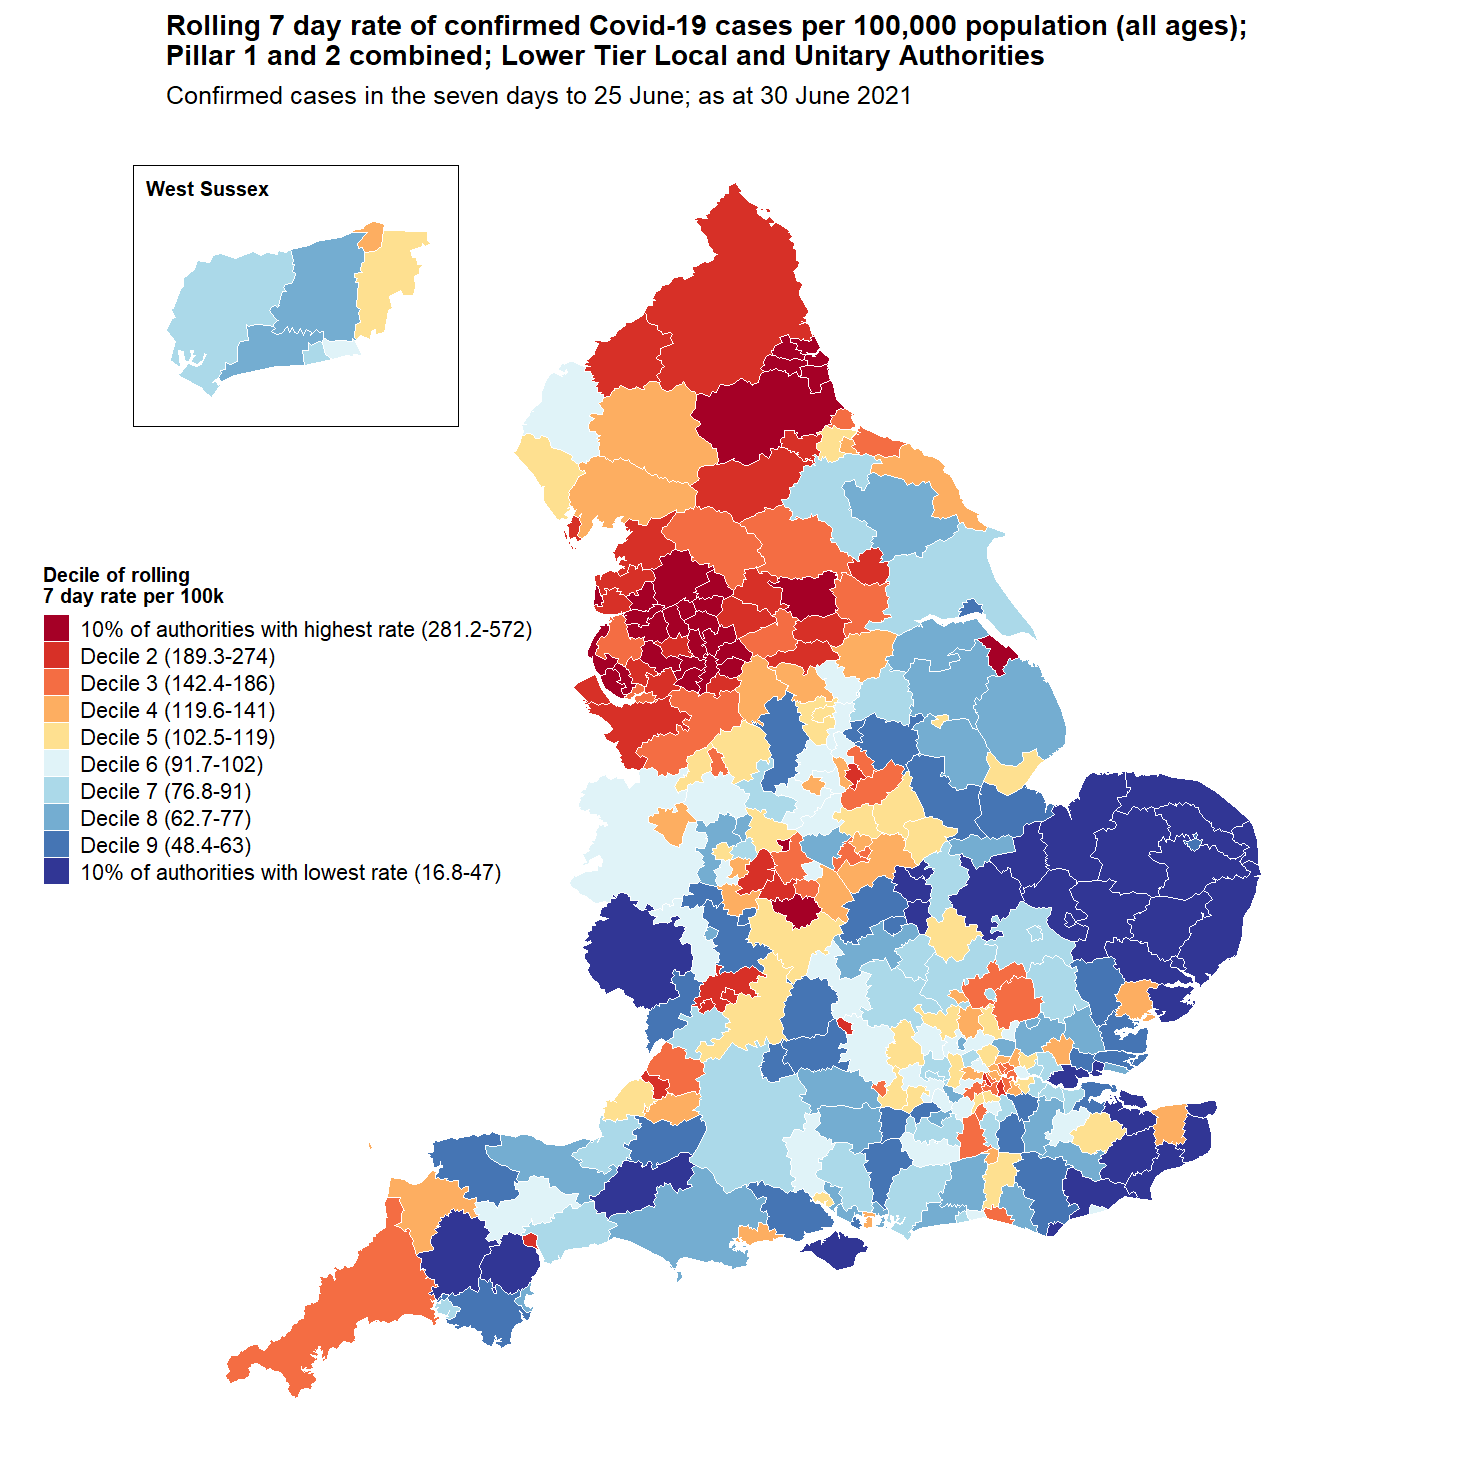 Rolling 7 day rate of confirmed Covid-19 cases per 100,000 population (all ages);
Pillar 1 and 2 combined; Lower Tier Local and Unitary Authorities
Confirmed cases in the seven days to 25 June; as at 30 June 2021
West Sussex
Decile of rolling
7 day rate per 100k
10% of authorities with highest rate (281.2-572)
Decile 2 (189.3-274)
Decile 3 (142.4-186)
Decile 4 (119.6-141)
Decile 5 (102.5-119)
Decile 6 (91.7-102)
Decile 7 (76.8-91)
Decile 8 (62.7-77)
Decile 9 (48.4-63)
10% of authorities with lowest rate (16.8-47)